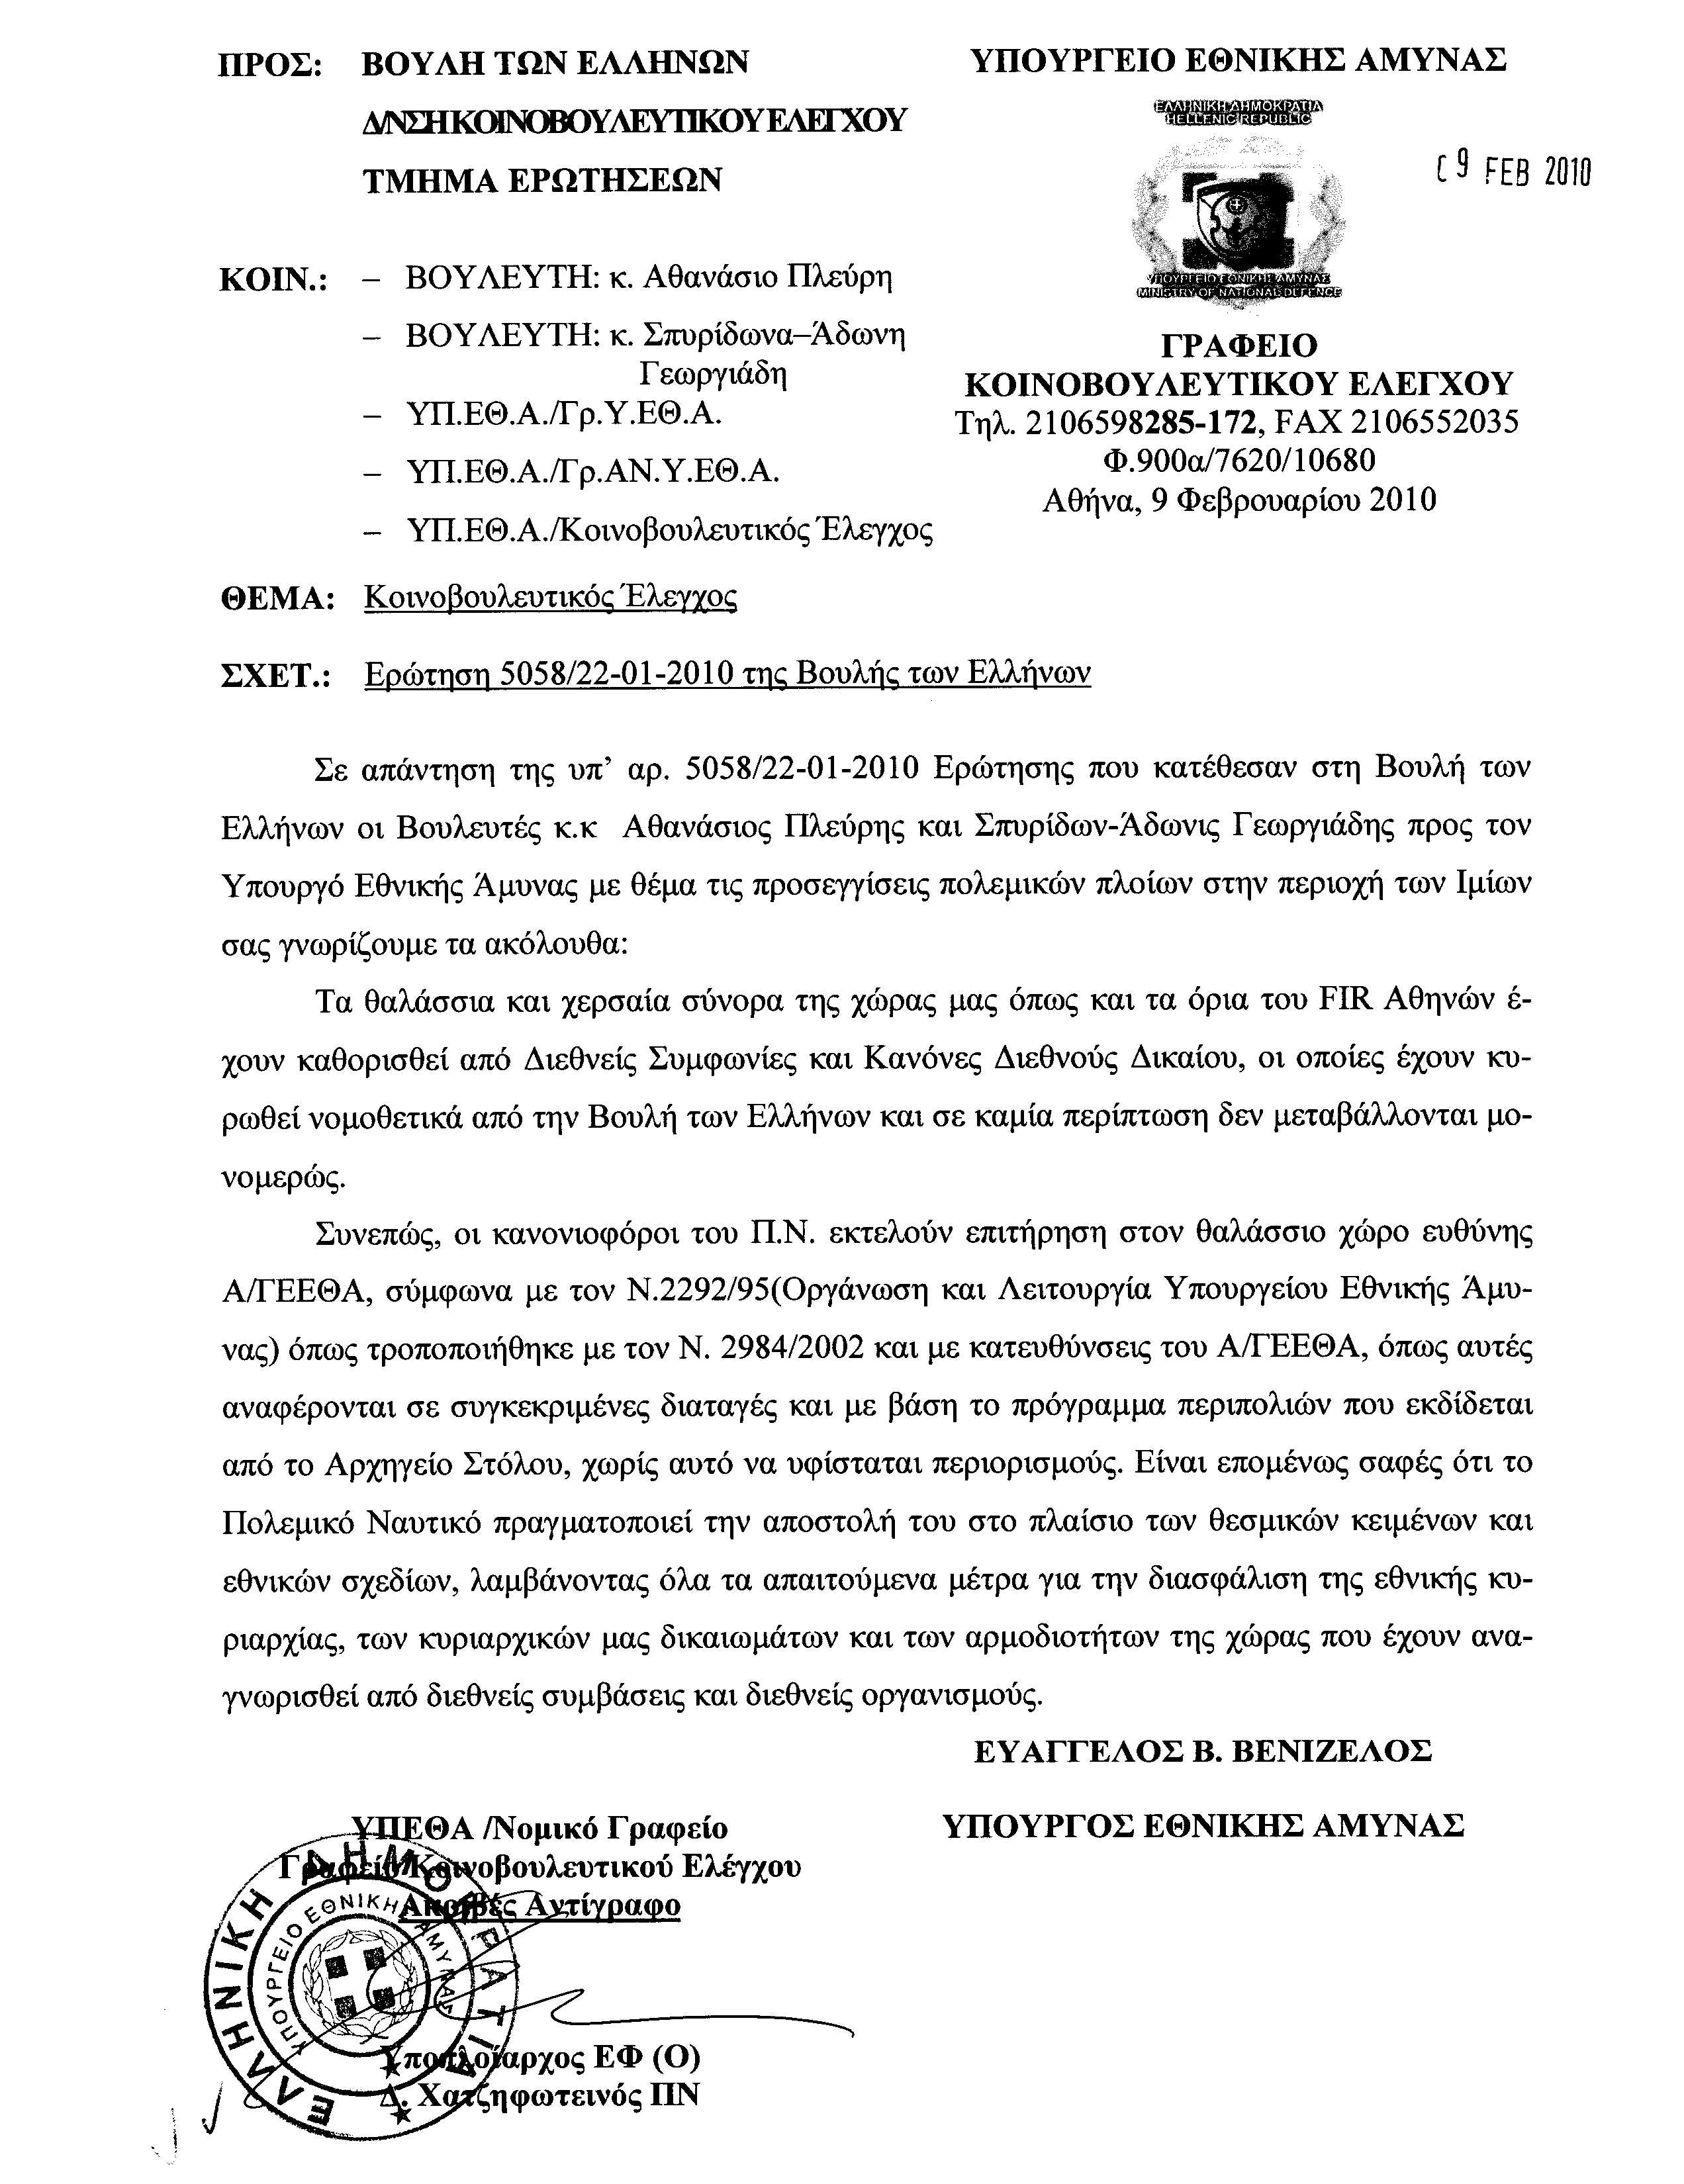 ΠΡΟΣ: ΒΟΥΛΗ ΤΩΝ ΕΛΛΗΝΩΝ
Δ/ΝΣΗ ΚΟΙΝΟΒΟΥΛΕΥΤΙΚΟΥ ΕΛΕΓΧΟΥ
ΤΜΗΜΑ ΕΡΩΤΗΣΕΩΝ
ΚΟΙΝ.: – ΒΟΥΛΕΥΤΗ: κ. Αθανάσιο Πλεύρη
– ΒΟΥΛΕΥΤΗ: κ. Σπυρίδωνα–Άδωνη
Γεωργιάδη
– ΥΠ.ΕΘ.Α./Γρ.Υ.ΕΘ.Α.
– ΥΠ.ΕΘ.Α./Γρ.ΑΝ.Υ.ΕΘ.Α.
– ΥΠ.ΕΘ.Α./Κοινοβουλευτικός Έλεγχος
ΥΠΟΥΡΓΕΙΟ ΕΘΝΙΚΗΣ ΑΜΥΝΑΣ
ΕΛΛΗΝΙΚΗ ΔΗΜΟΚΡΑΤΙΑ
HELLENIC REPUBLIC
9 FEB 2010
ΥΠΟΥΡΓΕΙΟ ΕΘΝΙΚΗΣ ΑΜΥΝΑΣ
MINISTRY OF NATIONAL DEFENCE
ΓΡΑΦΕΙΟ
ΚΟΙΝΟΒΟΥΛΕΥΤΙΚΟΥ ΕΛΕΓΧΟΥ
Τηλ. 2106598285-172, FAX 2106552035
Φ.900α/7620/10680
Αθήνα, 9 Φεβρουαρίου 2010
ΘΕΜΑ: Κοινοβουλευτικός Έλεγχος
ΣΧΕΤ.: Ερώτηση 5058/22-01-2010 της Βουλής των Ελλήνων
Σε απάντηση της υπ’ αρ. 5058/22-01-2010 Ερώτησης που κατέθεσαν στη Βουλή των
Ελλήνων οι Βουλευτές κ.κ Αθανάσιος Πλεύρης και Σπυρίδων-Άδωνις Γεωργιάδης προς τον
Υπουργό Εθνικής Άμυνας με θέμα τις προσεγγίσεις πολεμικών πλοίων στην περιοχή των Ιμίων
σας γνωρίζουμε τα ακόλουθα:
Τα θαλάσσια και χερσαία σύνορα της χώρας μας όπως και τα όρια του FIR Αθηνών έ-
χουν καθορισθεί από Διεθνείς Συμφωνίες και Κανόνες Διεθνούς Δικαίου, οι οποίες έχουν κυ-
ρωθεί νομοθετικά από την Βουλή των Ελλήνων και σε καμία περίπτωση δεν μεταβάλλονται μο-
νομερώς.
Συνεπώς, οι κανονιοφόροι του Π.Ν. εκτελούν επιτήρηση στον θαλάσσιο χώρο ευθύνης
Α/ΓΕΕΘΑ, σύμφωνα με τον Ν.2292/95(Οργάνωση και Λειτουργία Υπουργείου Εθνικής Άμυ-
νας) όπως τροποποιήθηκε με τον Ν. 2984/2002 και με κατευθύνσεις του Α/ΓΕΕΘΑ, όπως αυτές
αναφέρονται σε συγκεκριμένες διαταγές και με βάση το πρόγραμμα περιπολιών που εκδίδεται
από το Αρχηγείο Στόλου, χωρίς αυτό να υφίσταται περιορισμούς. Είναι επομένως σαφές ότι το
Πολεμικό Ναυτικό πραγματοποιεί την αποστολή του στο πλαίσιο των θεσμικών κειμένων και
εθνικών σχεδίων, λαμβάνοντας όλα τα απαιτούμενα μέτρα για την διασφάλιση της εθνικής κυ-
ριαρχίας, των κυριαρχικών μας δικαιωμάτων και των αρμοδιοτήτων της χώρας που έχουν ανα-
γνωρισθεί από διεθνείς συμβάσεις και διεθνείς οργανισμούς.
ΕΥΑΓΓΕΛΟΣ Β. ΒΕΝΙΖΕΛΟΣ
ΥΠΟΥΡΓΟΣ ΕΘΝΙΚΗΣ ΑΜΥΝΑΣ
ΥΠΕΘΑ /Νομικό Γραφείο
Γραφείο Κοινοβουλευτικού Ελέγχου
Ακριβές Αντίγραφο
ΕΛΛΗΝΙΚΗ ΔΗΜΟΚΡΑΤΙΑ
ΥΠΟΥΡΓΕΙΟ ΕΘΝΙΚΗΣ ΑΜΥΝΑΣ
Υποπλοίαρχος ΕΦ (Ο)
Δ. Χατζηφωτεινός ΠΝ